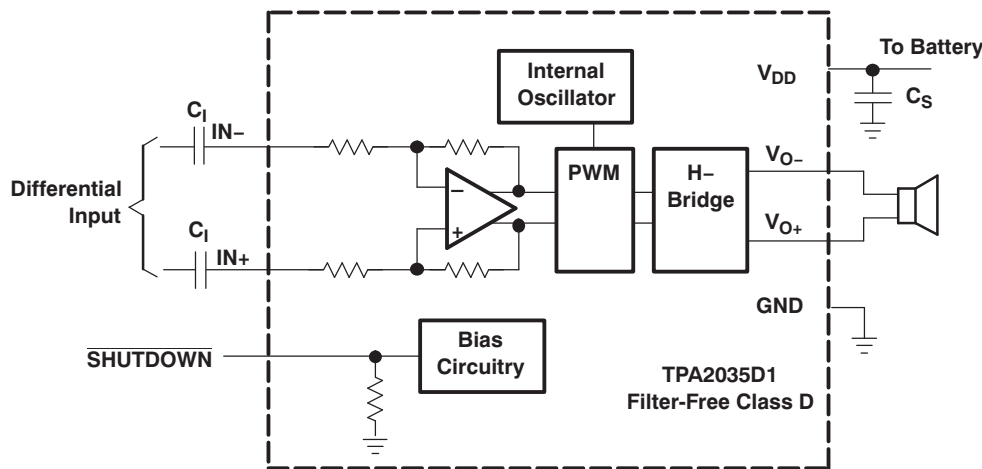 To Battery
Internal
Oscillator
VDD
CS
CI
IN−
Differential
Input
−
+
PWM
H−
Bridge
VO−
VO+
CI
IN+
GND
SHUTDOWN
Bias
Circuitry
TPA2035D1
Filter-Free Class D